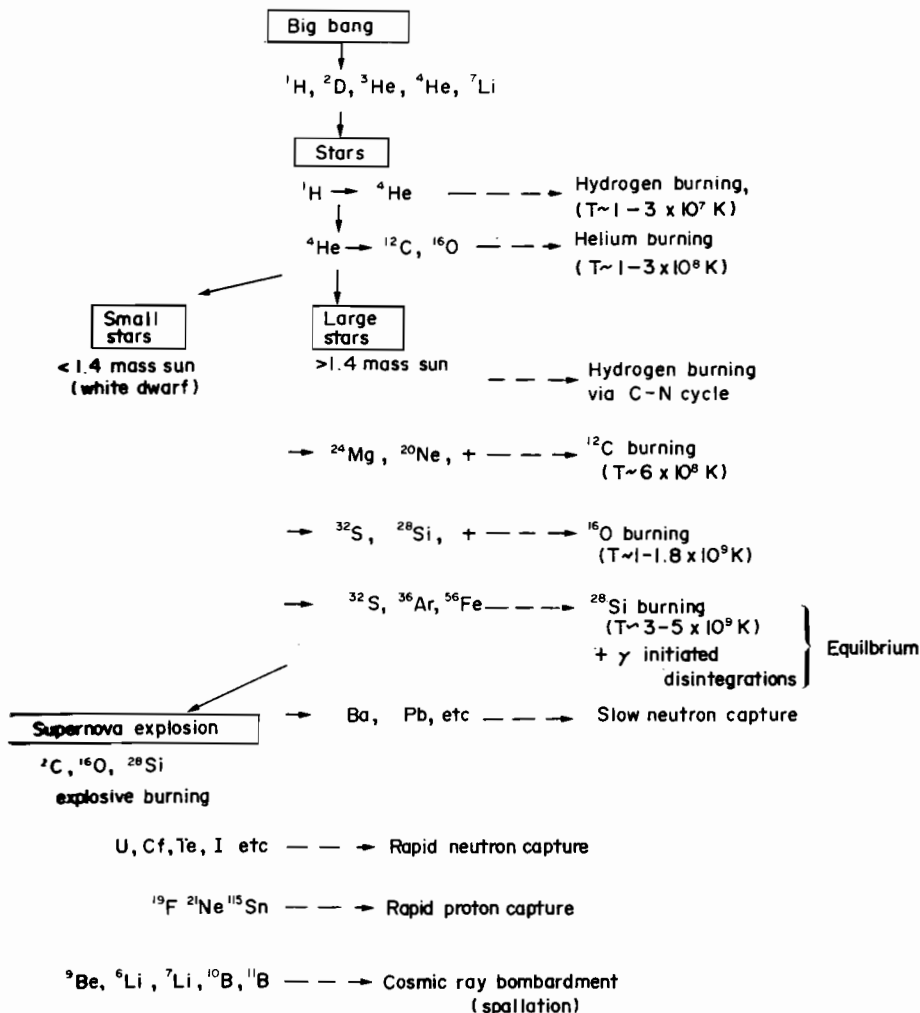 Big bang
¹H, ²D, ³He, ⁴He, ⁷Li
Stars
¹H → ⁴He – – – → Hydrogen burning,
(T~1 – 3 x 10⁷ K)
⁴He → ¹²C, ¹⁶O – – – → Helium burning
(T~1 – 3x10⁸ K)
Small
stars
<1.4 mass sun
(white dwarf)
Large
stars
>1.4 mass sun
– – – → Hydrogen burning
via C–N cycle
→ ²⁴Mg, ²⁰Ne, + – – – → ¹²C burning
(T~6 x 10⁸ K)
→ ³²S, ²⁸Si, + – – – → ¹⁶O burning
(T~1–1.8 x 10⁹ K)
→ ³²S, ³⁶Ar, ⁵⁶Fe – – – → ²⁸Si burning
(T~3–5 x 10⁹ K)
+ γ initiated
disintegrations
Equilbrium
→ Ba, Pb, etc – – – → Slow neutron capture
Supernova explosion
²C, ¹⁶O, ²⁸Si
explosive burning
U, Cf, Te, I etc – – – → Rapid neutron capture
¹⁹F ²¹Ne ¹¹⁵Sn – – – → Rapid proton capture
⁹Be, ⁶Li, ⁷Li, ¹⁰B, ¹¹B – – – → Cosmic ray bombardment
(spallation)